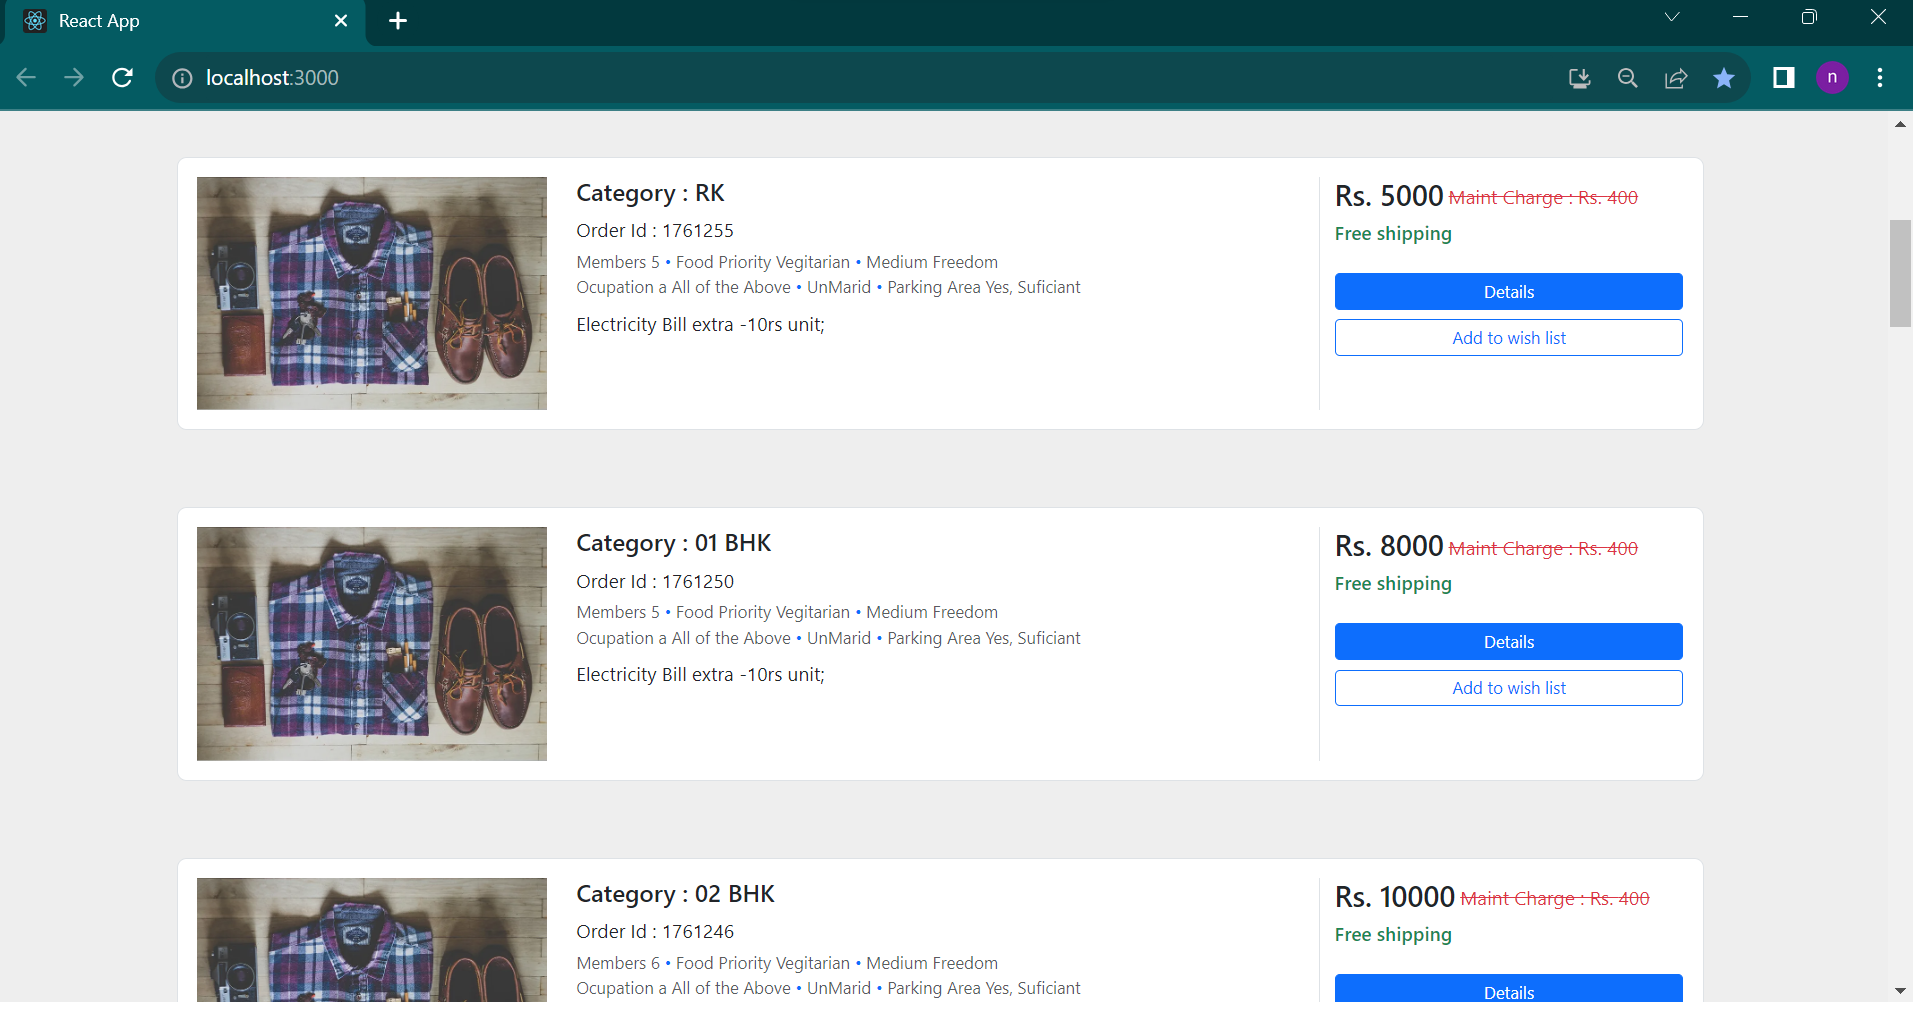 React App
localhost:3000
n
Category : RK
Order Id : 1761255
Members 5 • Food Priority Vegitarian • Medium Freedom
Ocupation a All of the Above • UnMarid • Parking Area Yes, Suficiant
Electricity Bill extra -10rs unit;
Rs. 5000 Maint Charge : Rs. 400
Free shipping
Details
Add to wish list
Category : 01 BHK
Order Id : 1761250
Members 5 • Food Priority Vegitarian • Medium Freedom
Ocupation a All of the Above • UnMarid • Parking Area Yes, Suficiant
Electricity Bill extra -10rs unit;
Rs. 8000 Maint Charge : Rs. 400
Free shipping
Details
Add to wish list
Category : 02 BHK
Order Id : 1761246
Members 6 • Food Priority Vegitarian • Medium Freedom
Ocupation a All of the Above • UnMarid • Parking Area Yes, Suficiant
Rs. 10000 Maint Charge : Rs. 400
Free shipping
Details